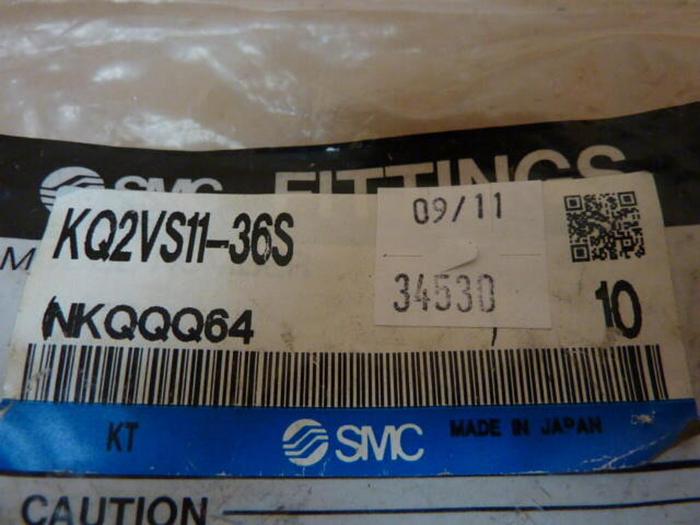 SMC FITTINGS
KQ2VS11-36S
09/11
34530
NKQQQ64
10
KT
SMC
MADE IN JAPAN
CAUTION